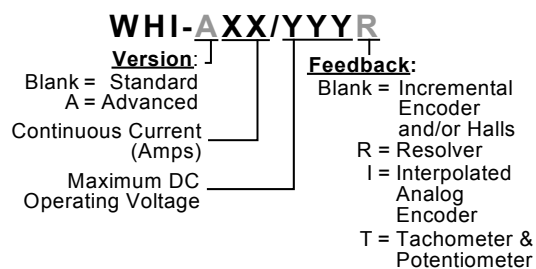 WHI-AXX/YYYR
Version:
Blank = Standard
A = Advanced
Continuous Current
(Amps)
Maximum DC
Operating Voltage
Feedback:
Blank = Incremental
Encoder
and/or Halls
R = Resolver
I = Interpolated
Analog
Encoder
T = Tachometer &
Potentiometer